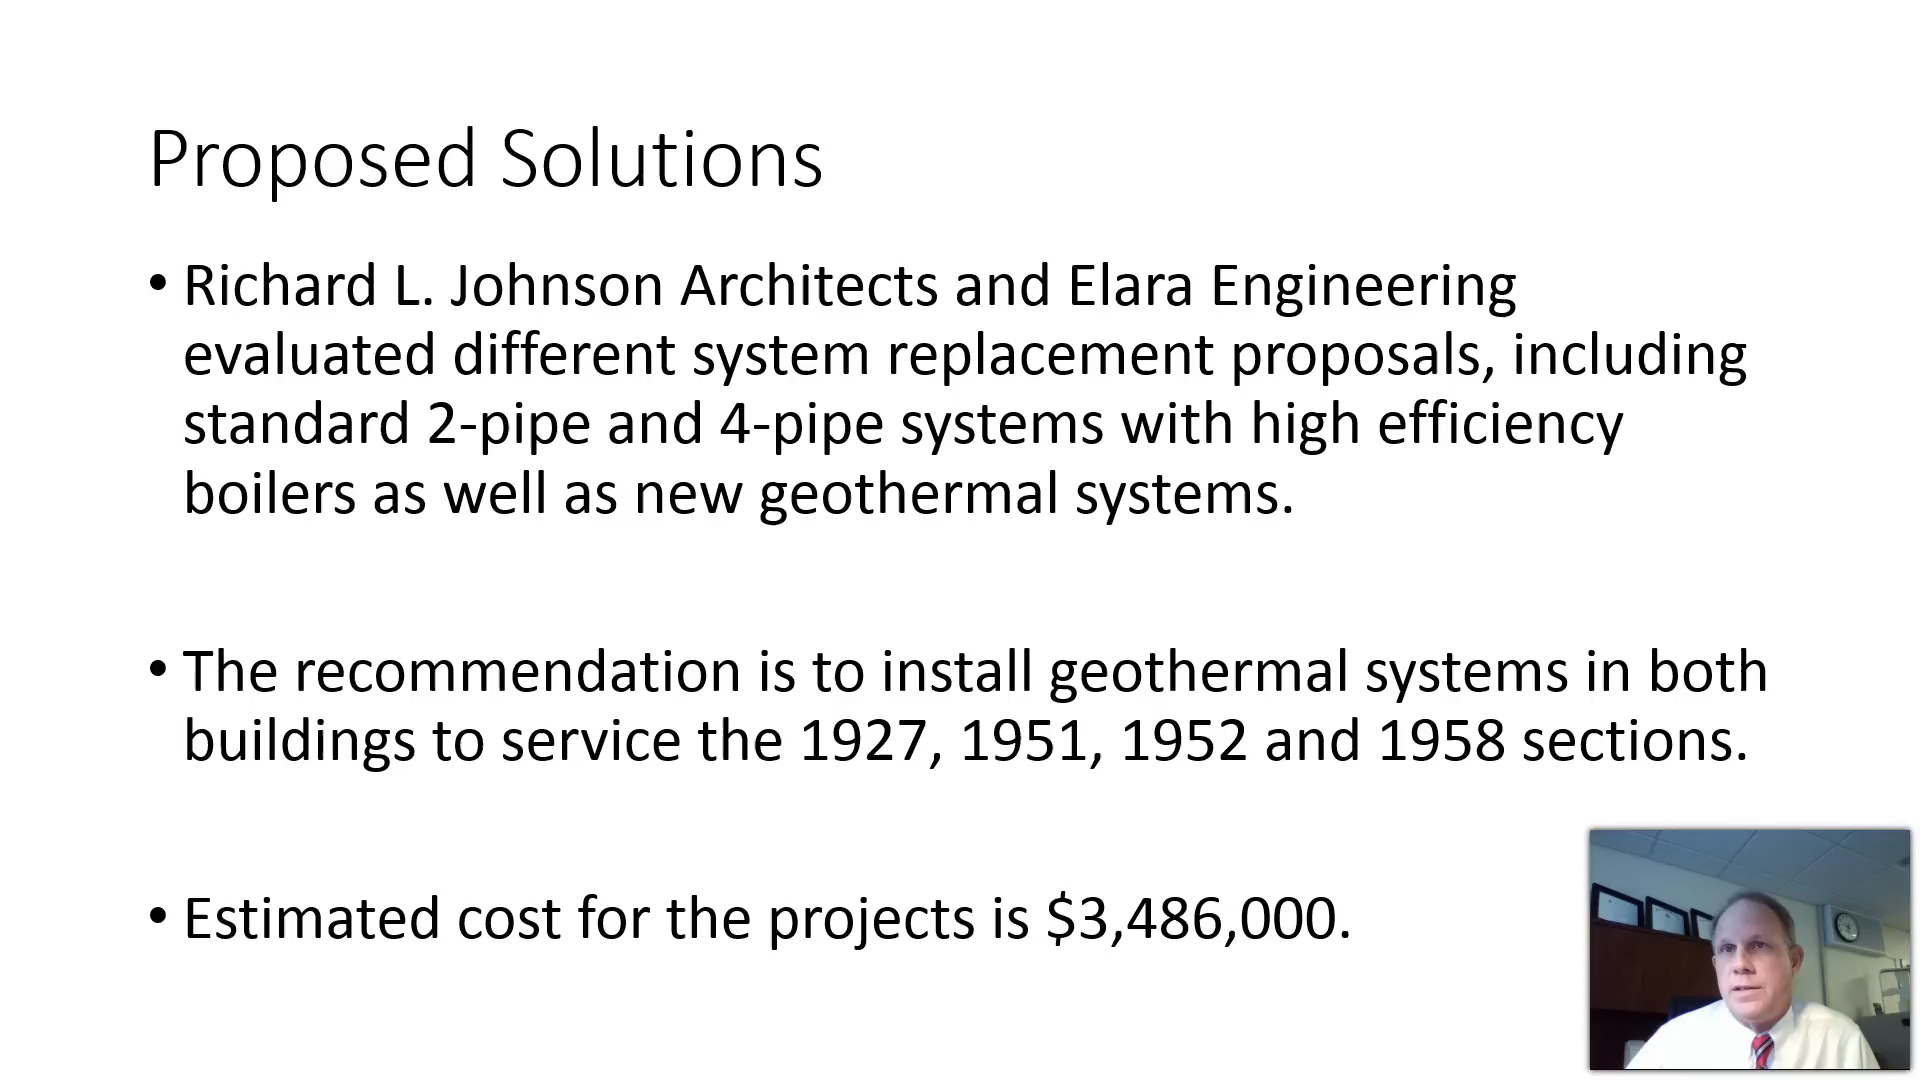 Proposed Solutions
• Richard L. Johnson Architects and Elara Engineering
evaluated different system replacement proposals, including
standard 2-pipe and 4-pipe systems with high efficiency
boilers as well as new geothermal systems.
• The recommendation is to install geothermal systems in both
buildings to service the 1927, 1951, 1952 and 1958 sections.
• Estimated cost for the projects is $3,486,000.